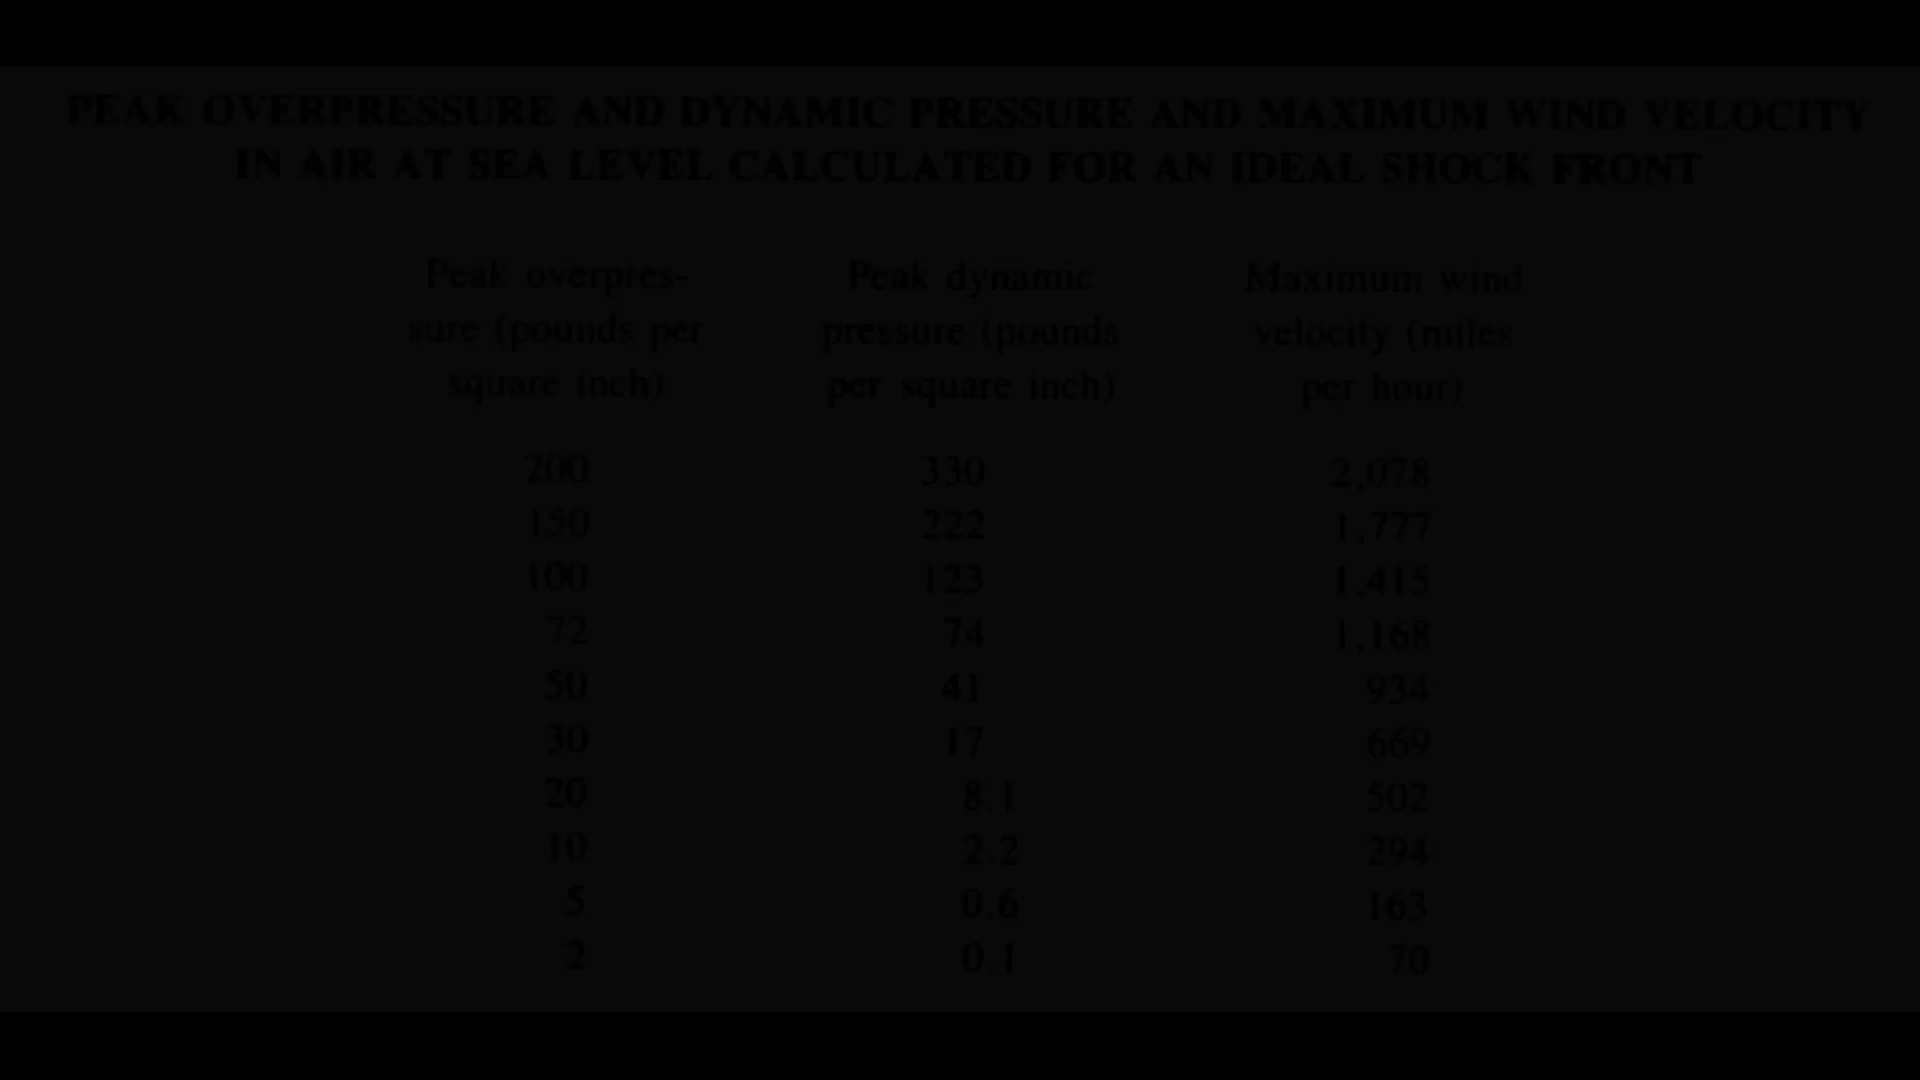 PEAK OVERPRESSURE AND DYNAMIC PRESSURE AND MAXIMUM WIND VELOCITY
IN AIR AT SEA LEVEL CALCULATED FOR AN IDEAL SHOCK FRONT
Peak overpres- Peak dynamic Maximum wind
sure (pounds per pressure (pounds velocity (miles
square inch) per square inch) per hour)
200 330 2,078
150 222 1,777
100 123 1,415
72 74 1,168
50 41 934
30 17 669
20 8.1 502
10 2.2 294
5 0.6 163
2 0.1 70